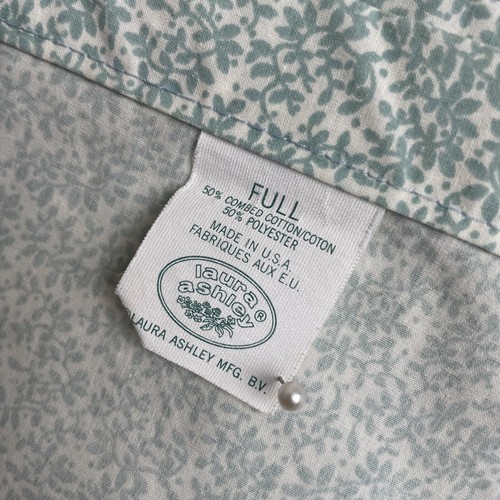 FULL
50% COMBED COTTON/COTON
50% POLYESTER
MADE IN U.S.A.
FABRIQUES AUX E.U.
laura
ashley®
LAURA ASHLEY MFG. B.V.